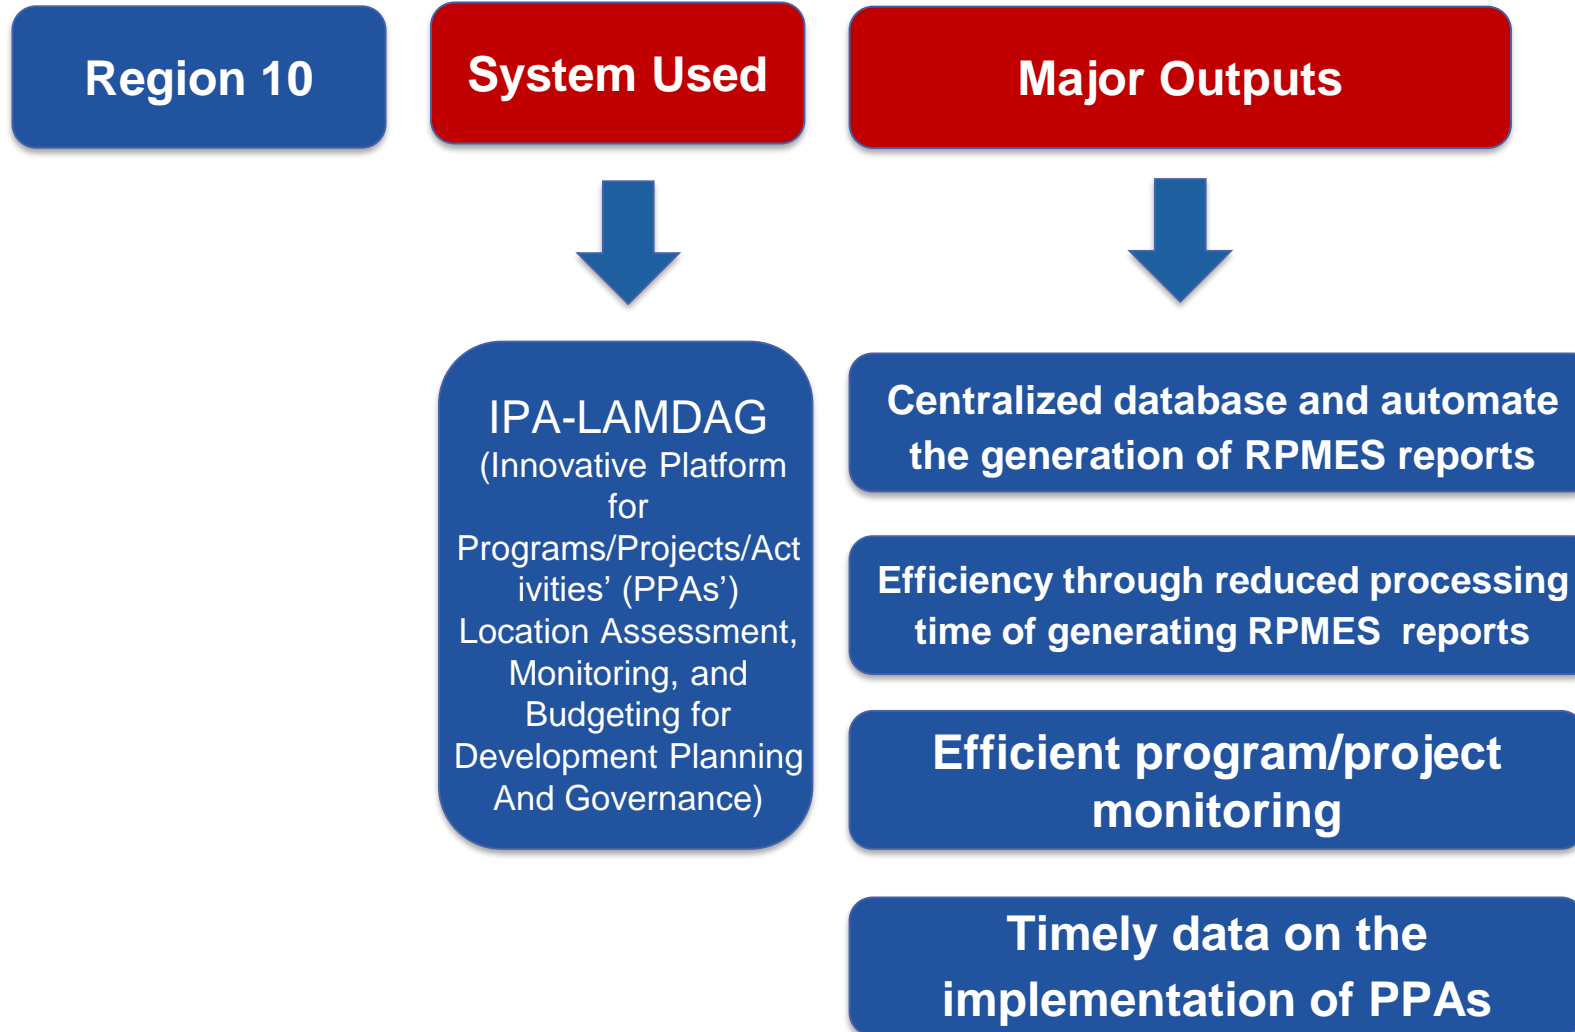 Region 10
System Used
Major Outputs
IPA-LAMDAG
(Innovative Platform
for
Programs/Projects/Act
ivities’ (PPAs’)
Location Assessment,
Monitoring, and
Budgeting for
Development Planning
And Governance)
Centralized database and automate
the generation of RPMES reports
Efficiency through reduced processing
time of generating RPMES reports
Efficient program/project
monitoring
Timely data on the
implementation of PPAs